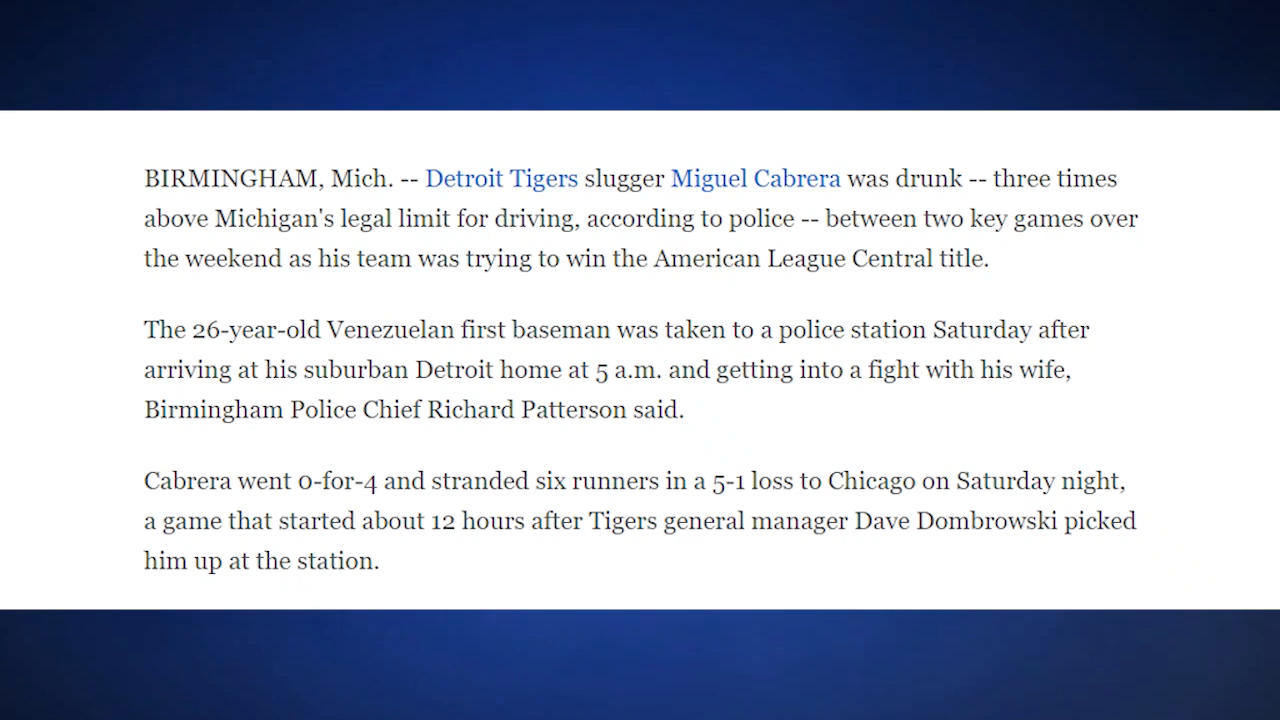 BIRMINGHAM, Mich. -- Detroit Tigers slugger Miguel Cabrera was drunk -- three times
above Michigan's legal limit for driving, according to police -- between two key games over
the weekend as his team was trying to win the American League Central title.
The 26-year-old Venezuelan first baseman was taken to a police station Saturday after
arriving at his suburban Detroit home at 5 a.m. and getting into a fight with his wife,
Birmingham Police Chief Richard Patterson said.
Cabrera went 0-for-4 and stranded six runners in a 5-1 loss to Chicago on Saturday night,
a game that started about 12 hours after Tigers general manager Dave Dombrowski picked
him up at the station.